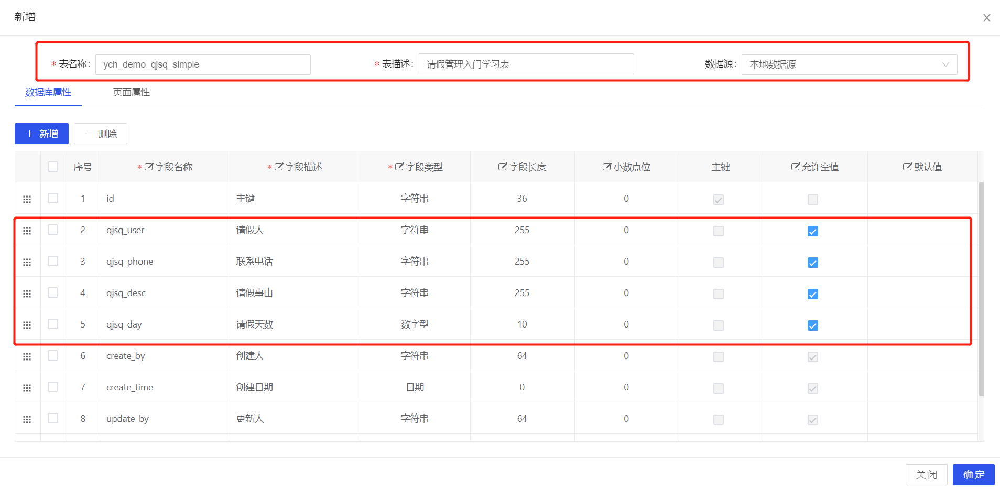 新增
* 表名称: ych_demo_qjsq_simple * 表描述: 请假管理入门学习表 数据源: 本地数据源
数据库属性 页面属性
+ 新增 — 删除
序号 * 字段名称 * 字段描述 * 字段类型 字段长度 小数点位 主键 允许空值 默认值
1 id 主键 字符串 36 0
2 qjsq_user 请假人 字符串 255 0
3 qjsq_phone 联系电话 字符串 255 0
4 qjsq_desc 请假事由 字符串 255 0
5 qjsq_day 请假天数 数字型 10 0
6 create_by 创建人 字符串 64 0
7 create_time 创建日期 日期 0 0
8 update_by 更新人 字符串 64 0
关闭 确定